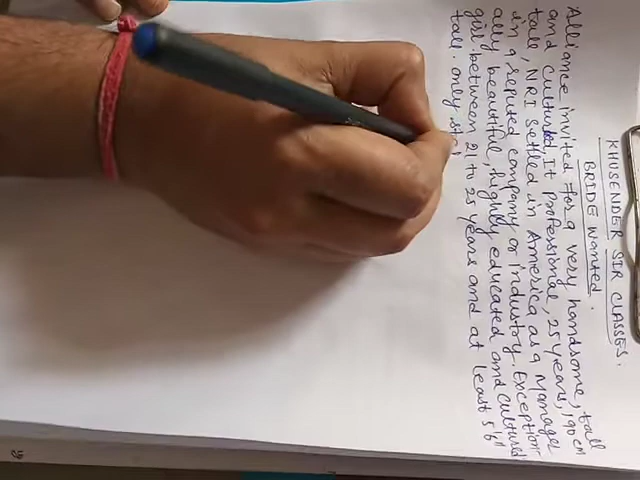 KHUSENDER SIR CLASSES.
BRIDE Wanted.
Alliance invited for a very handsome, tall
and cultured It Professional, 25 years, 190 cm
tall, NRI Settled in America as a Manager
in a reputed company or industry. Exception
ally beautiful, highly educated and cultured
girl between 21 to 25 years and at least 5'6"
tall. only